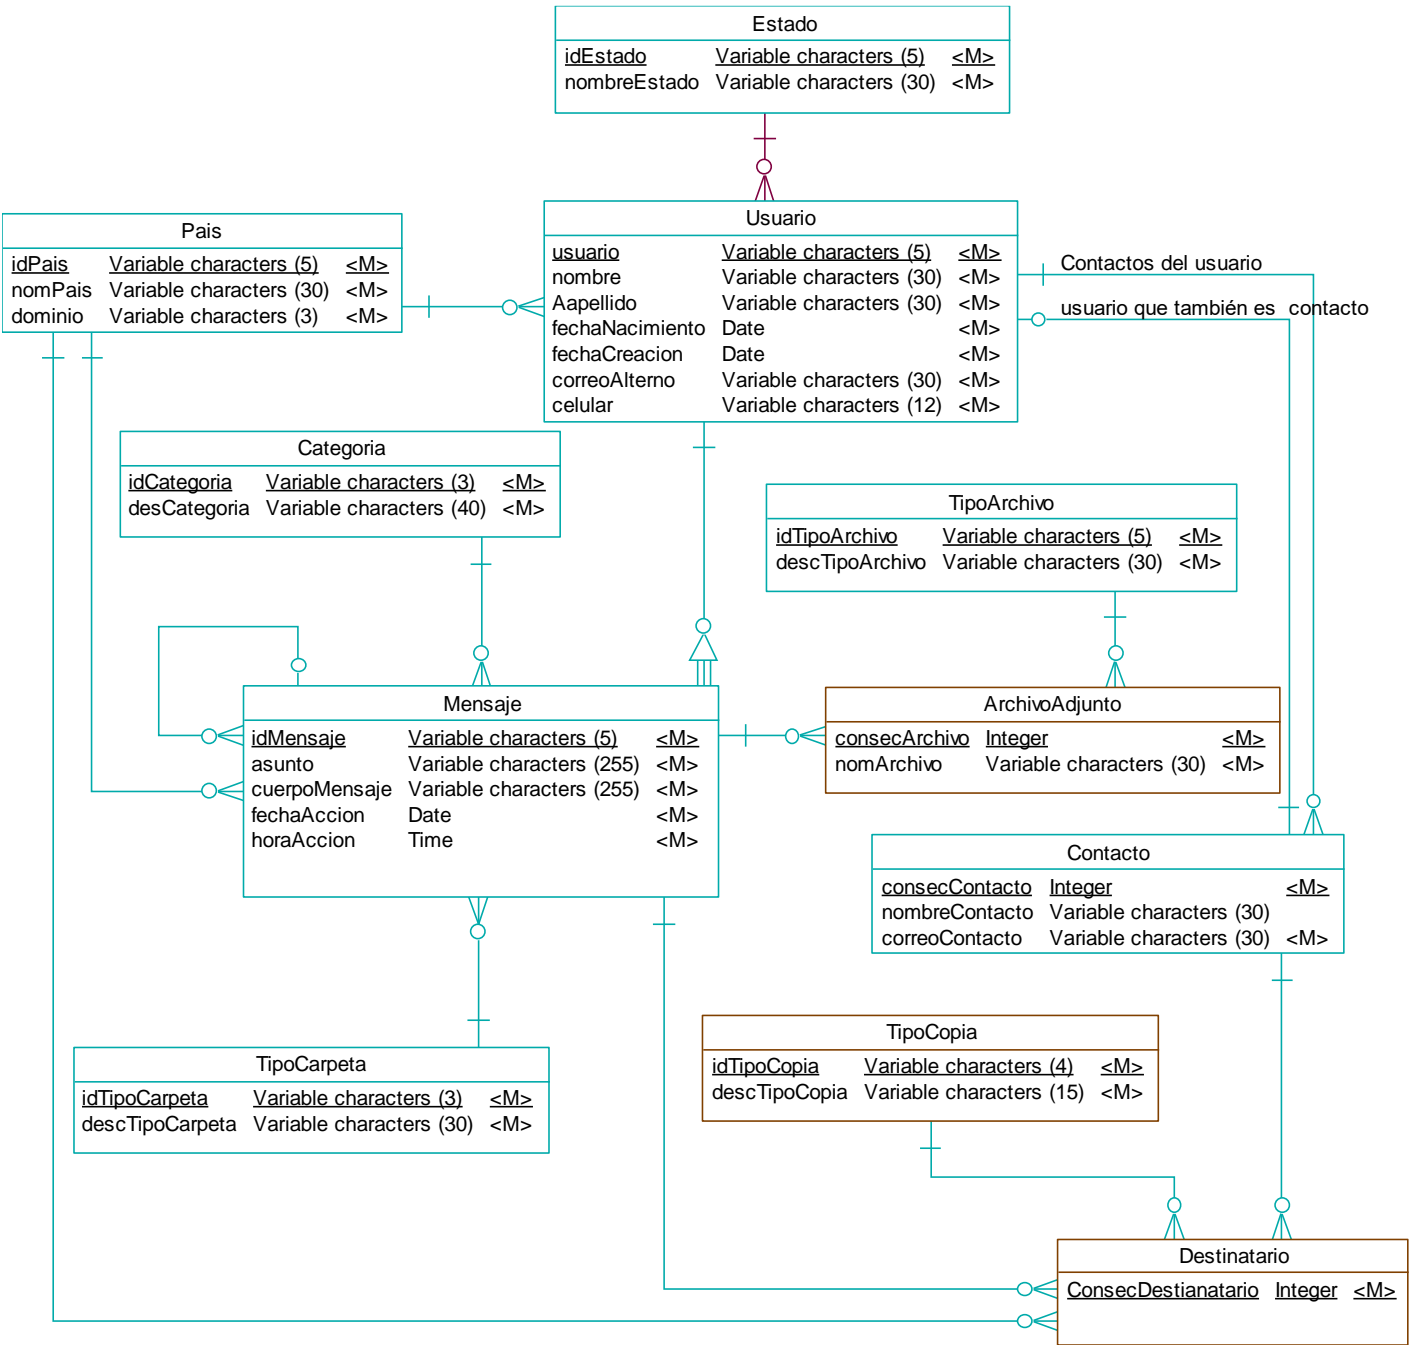 Estado
idEstado Variable characters (5) <M>
nombreEstado Variable characters (30) <M>
Usuario
usuario Variable characters (5) <M>
nombre Variable characters (30) <M>
Aapellido Variable characters (30) <M>
fechaNacimiento Date <M>
fechaCreacion Date <M>
correoAlterno Variable characters (30) <M>
celular Variable characters (12) <M>
Pais
idPais Variable characters (5) <M>
nomPais Variable characters (30) <M>
dominio Variable characters (3) <M>
Contactos del usuario
usuario que también es contacto
Categoria
idCategoria Variable characters (3) <M>
desCategoria Variable characters (40) <M>
TipoArchivo
idTipoArchivo Variable characters (5) <M>
descTipoArchivo Variable characters (30) <M>
Mensaje
idMensaje Variable characters (5) <M>
asunto Variable characters (255) <M>
cuerpoMensaje Variable characters (255) <M>
fechaAccion Date <M>
horaAccion Time <M>
ArchivoAdjunto
consecArchivo Integer <M>
nomArchivo Variable characters (30) <M>
Contacto
consecContacto Integer <M>
nombreContacto Variable characters (30)
correoContacto Variable characters (30) <M>
TipoCarpeta
idTipoCarpeta Variable characters (3) <M>
descTipoCarpeta Variable characters (30) <M>
TipoCopia
idTipoCopia Variable characters (4) <M>
descTipoCopia Variable characters (15) <M>
Destinatario
ConsecDestianatario Integer <M>